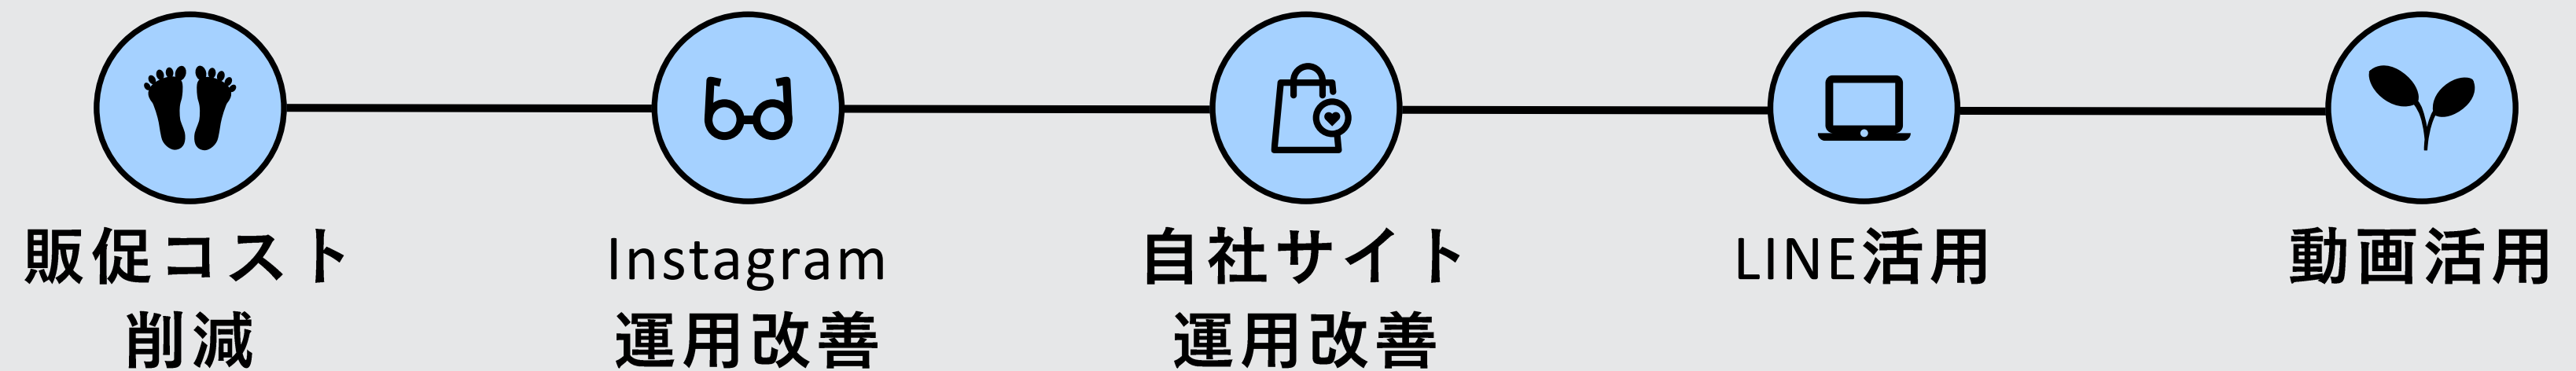 販促コスト
削減
Instagram
運用改善
自社サイト
運用改善
LINE活用
動画活用